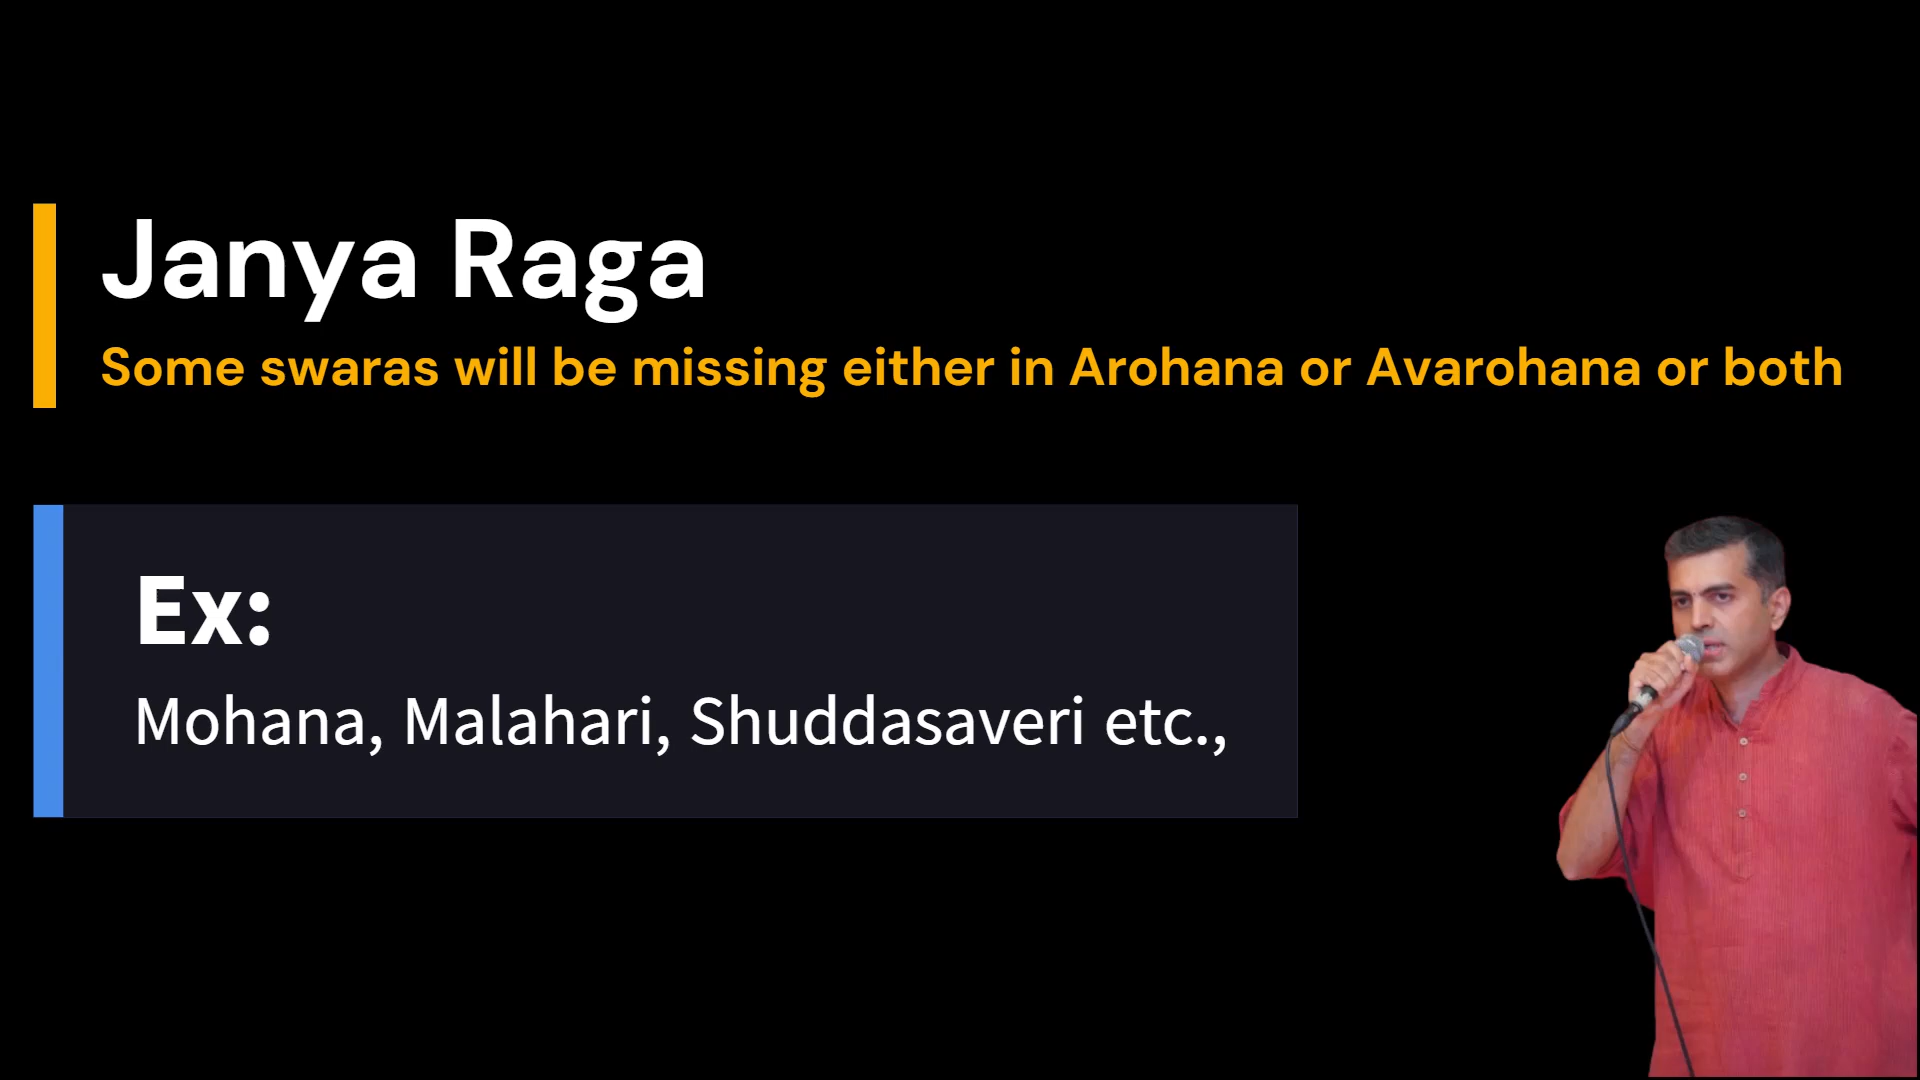 Janya Raga
Some swaras will be missing either in Arohana or Avarohana or both
Ex:
Mohana, Malahari, Shuddasaveri etc.,